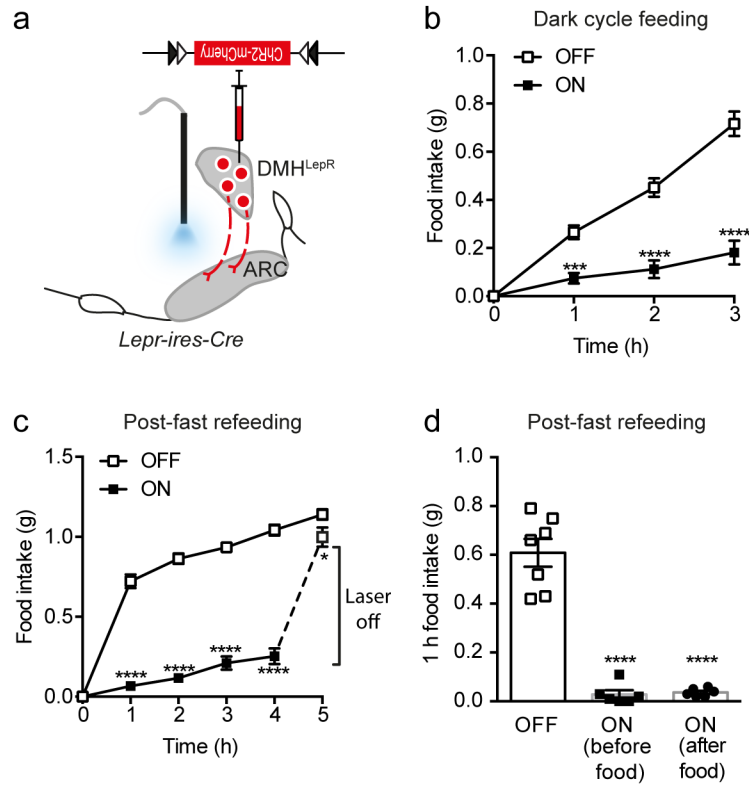 a
ChR2-mCherry
DMHLepR
ARC
Lepr-ires-Cre
b
Dark cycle feeding
OFF
ON
Food intake (g)
1.0
0.8
0.6
0.4
0.2
0.0
***
****
****
0
1
2
3
Time (h)
c
Post-fast refeeding
OFF
ON
Food intake (g)
1.5
1.0
0.5
0.0
****
****
****
****
*
Laser
off
0
1
2
3
4
5
Time (h)
d
Post-fast refeeding
1 h food intake (g)
1.0
0.8
0.6
0.4
0.2
0.0
****
****
OFF
ON
(before
food)
ON
(after
food)